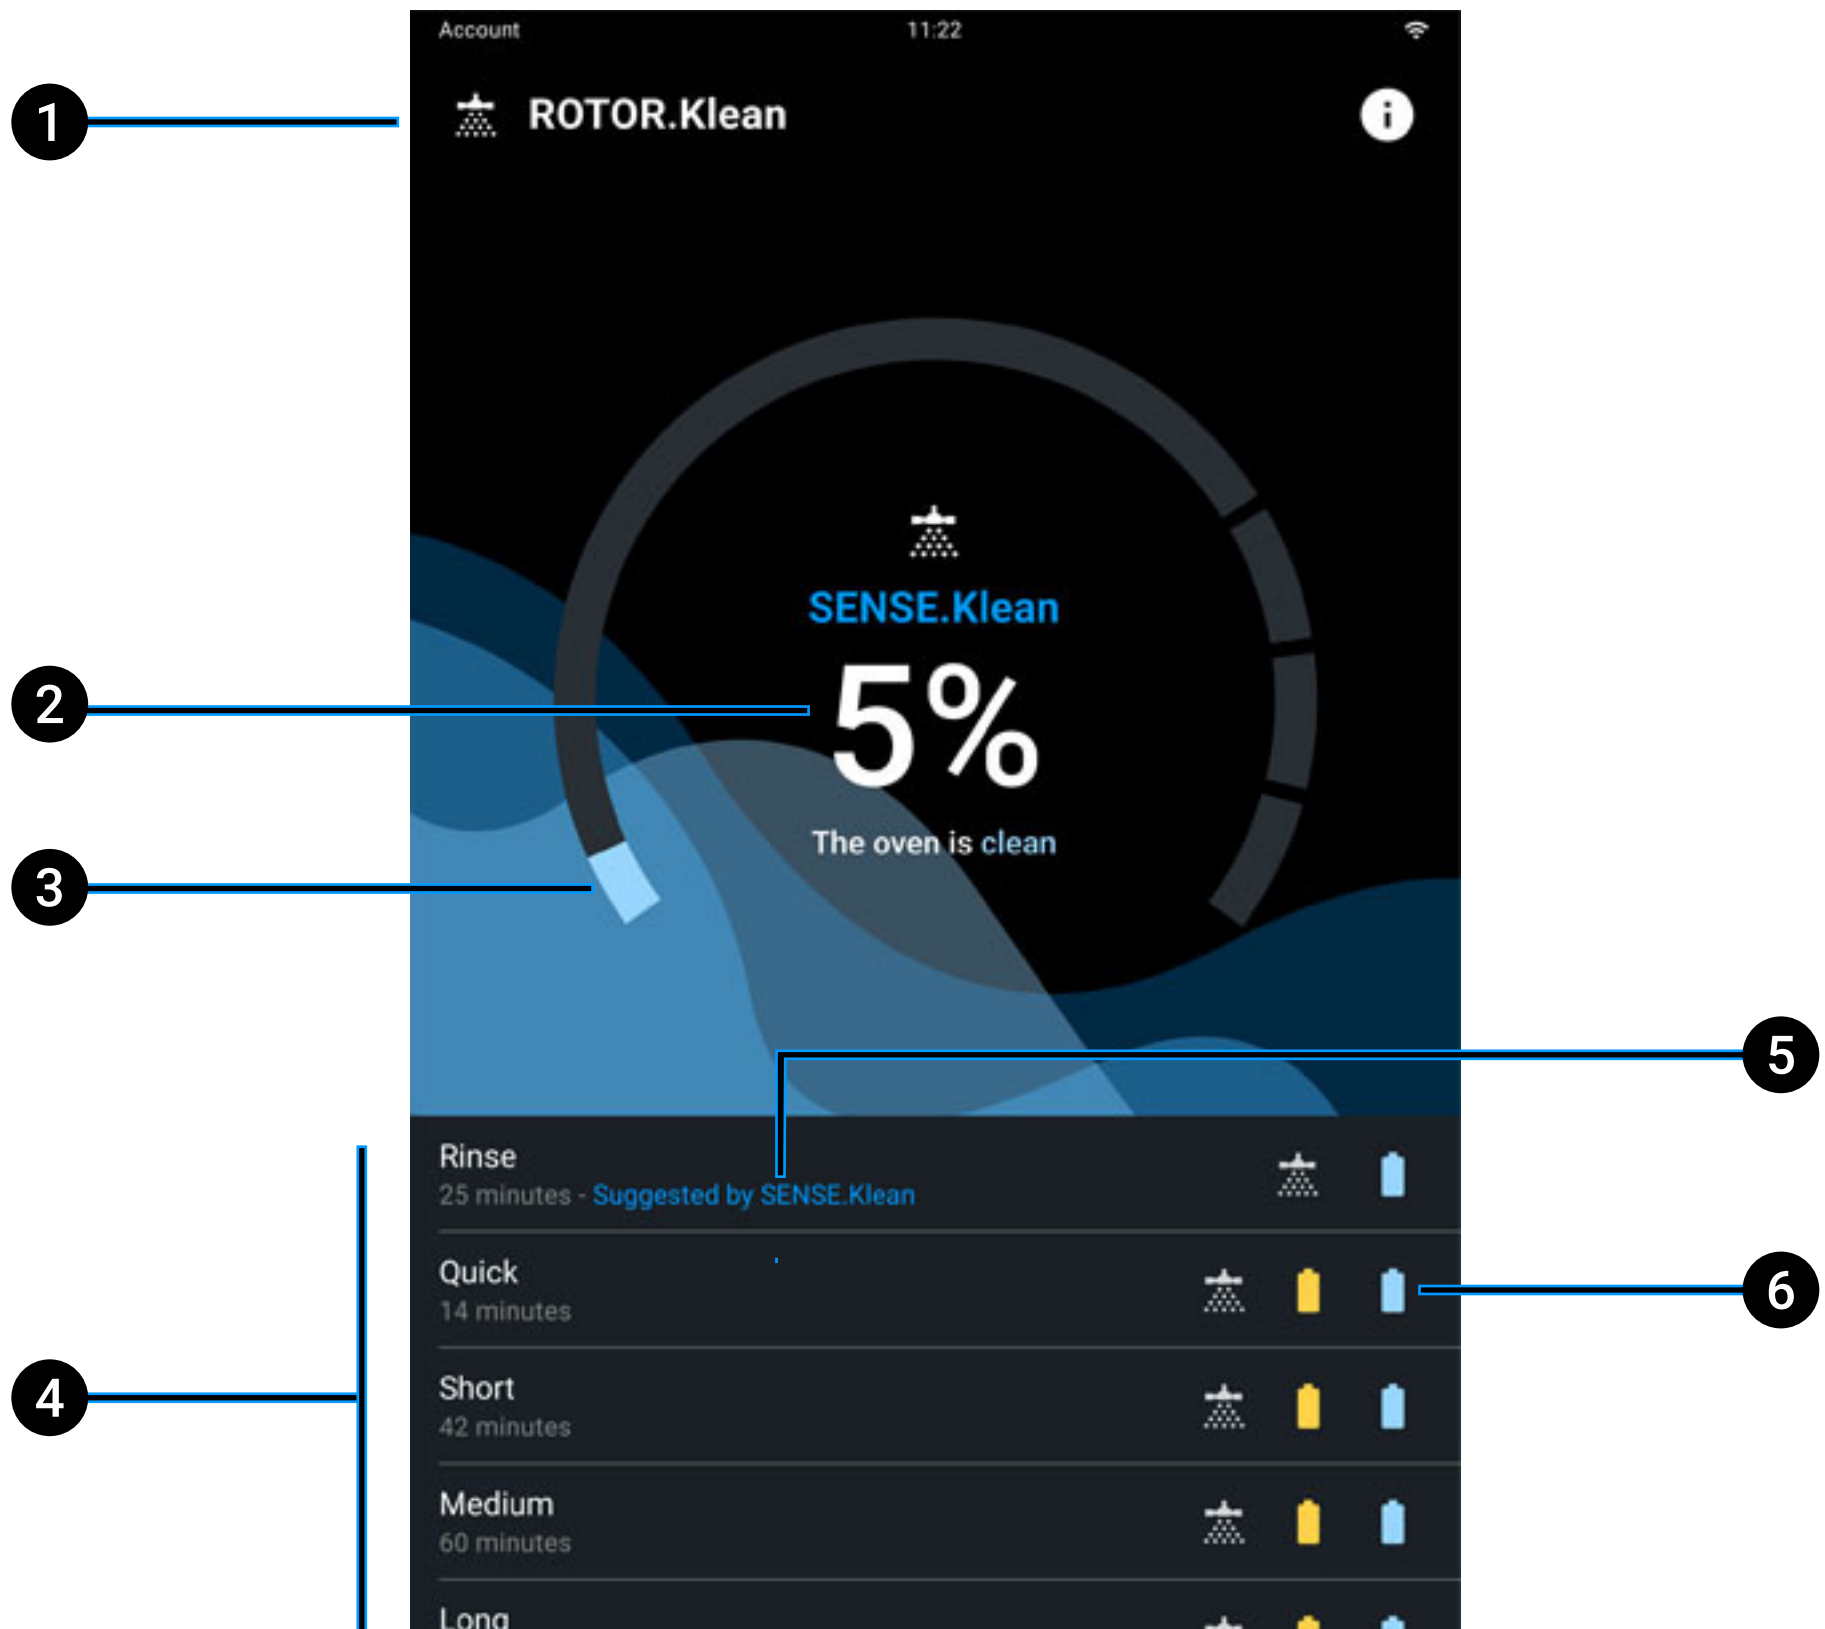 Account 11:22
1
ROTOR.Klean
SENSE.Klean
2
5%
The oven is clean
3
5
Rinse
25 minutes - Suggested by SENSE.Klean
Quick
14 minutes
6
Short
42 minutes
4
Medium
60 minutes
Long